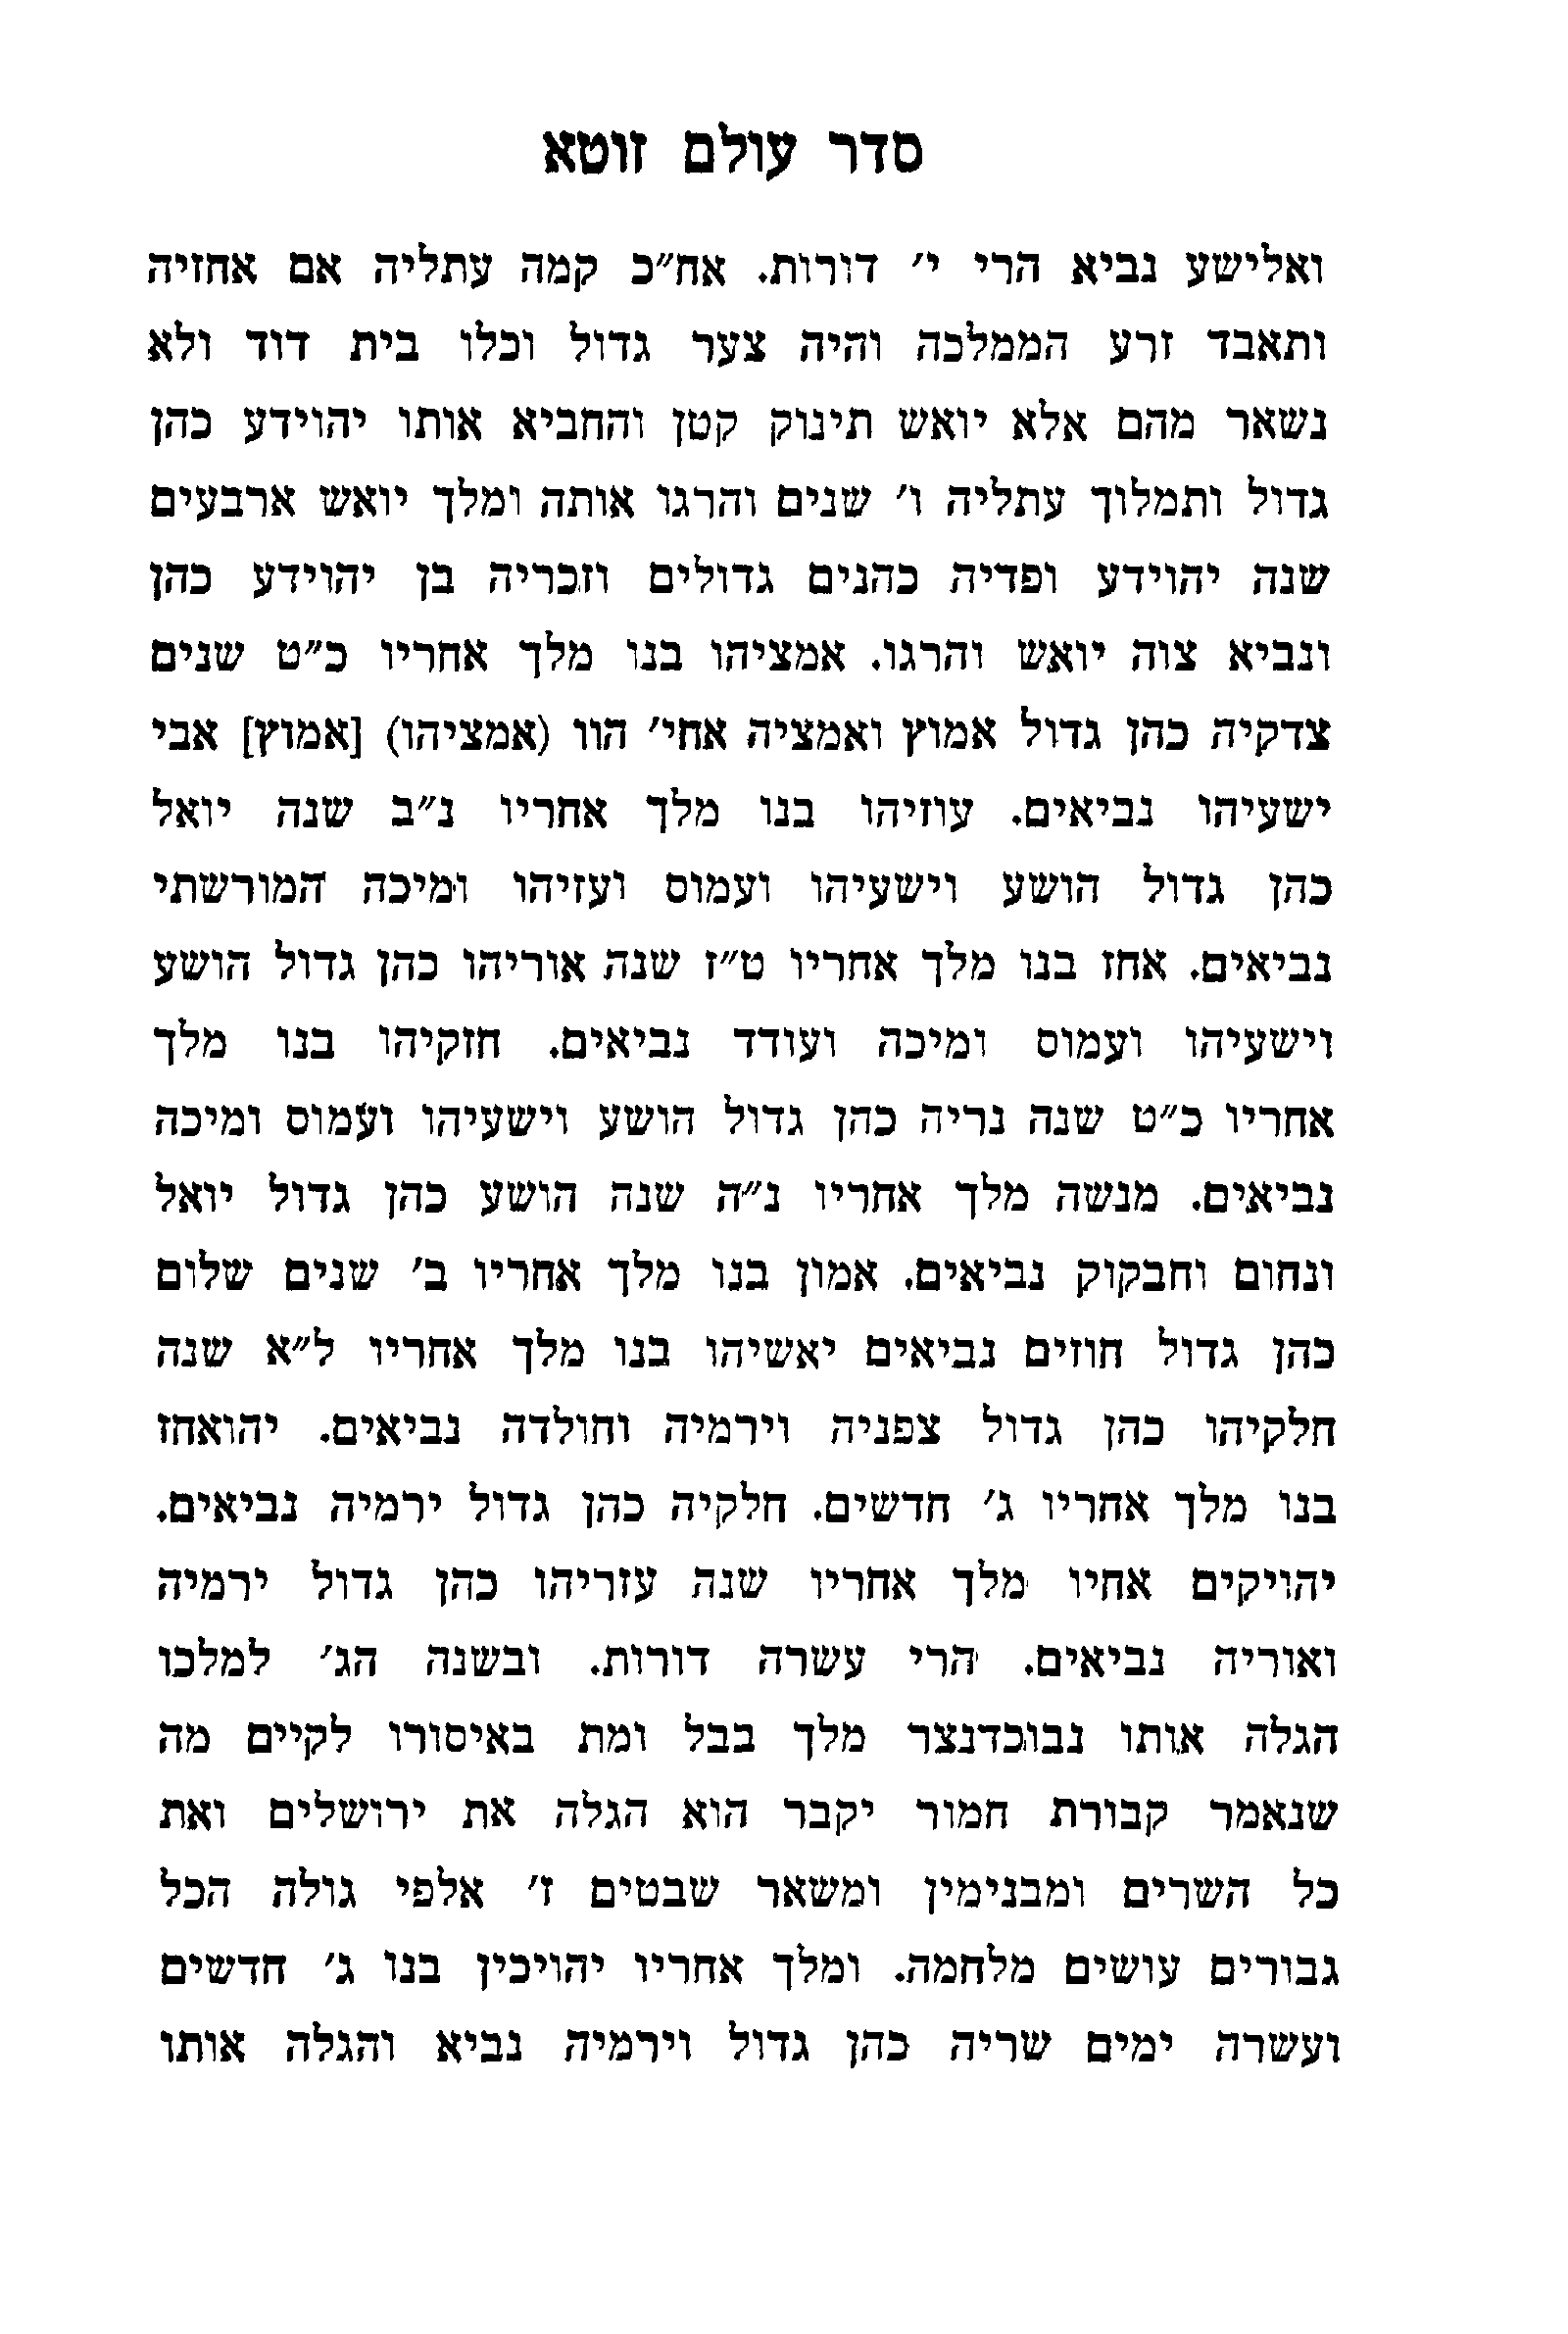 סדר עולם זוטא
ואלישע נביא הרי י׳ דורות. אח״כ קמה עתליה אם אחזיה
ותאבד זרע הממלכה והיה צער גדול וכלו בית דוד ולא
נשאר מהם אלא יואש תינוק קטן והחביא אותו יהוידע כהן
גדול ותמלוך עתליה ו׳ שנים והרגו אותה ומלך יואש ארבעים
שנה יהוידע ופדיה כהנים גדולים וזכריה בן יהוידע כהן
ונביא צוה יואש והרגו. אמציהו בנו מלך אחריו כ״ט שנים
צדקיה כהן גדול אמוץ ואמציה אחי׳ הוו (אמציהו) [אמוץ] אבי
ישעיהו נביאים. עוזיהו בנו מלך אחריו נ״ב שנה יואל
כהן גדול הושע וישעיהו ועמוס ועזיהו ומיכה המורשתי
נביאים. אחז בנו מלך אחריו ט״ז שנה אוריהו כהן גדול הושע
וישעיהו ועמוס ומיכה ועודד נביאים. חזקיהו בנו מלך
אחריו כ״ט שנה נריה כהן גדול הושע וישעיהו ועמוס ומיכה
נביאים. מנשה מלך אחריו נ״ה שנה הושע כהן גדול יואל
ונחום וחבקוק נביאים. אמון בנו מלך אחריו ב׳ שנים שלום
כהן גדול חוזים נביאים יאשיהו בנו מלך אחריו ל״א שנה
חלקיהו כהן גדול צפניה וירמיה וחולדה נביאים. יהואחז
בנו מלך אחריו ג׳ חדשים. חלקיה כהן גדול ירמיה נביאים.
יהויקים אחיו מלך אחריו שנה עזריהו כהן גדול ירמיה
ואוריה נביאים. הרי עשרה דורות. ובשנה הג׳ למלכו
הגלה אותו נבוכדנצר מלך בבל ומת באיסורו לקיים מה
שנאמר קבורת חמור יקבר הוא הגלה את ירושלים ואת
כל השרים ומבנימין ומשאר שבטים ז׳ אלפי גולה הכל
גבורים עושים מלחמה. ומלך אחריו יהויכין בנו ג׳ חדשים
ועשרה ימים שריה כהן גדול וירמיה נביא והגלה אותו